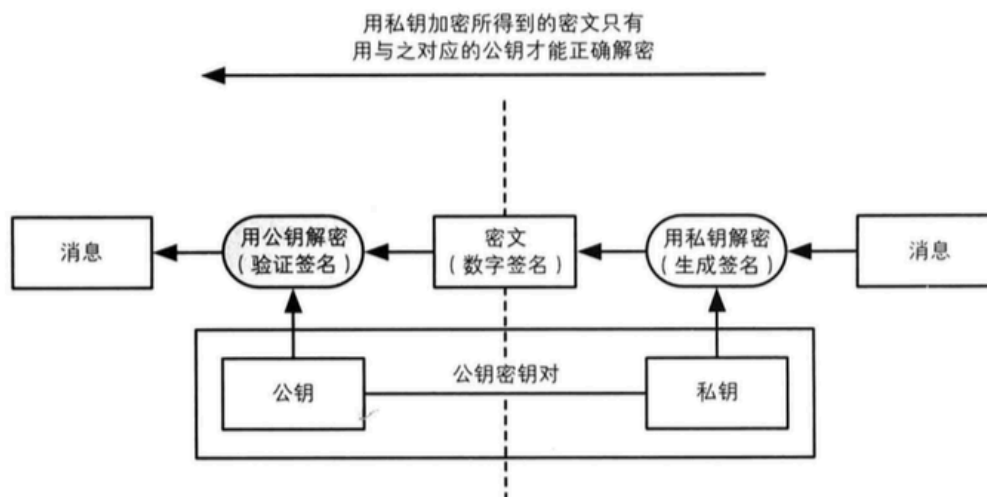 用私钥加密所得到的密文只有
用与之对应的公钥才能正确解密
消息
用公钥解密
（验证签名）
密文
（数字签名）
用私钥解密
（生成签名）
消息
公钥
公钥密钥对
私钥